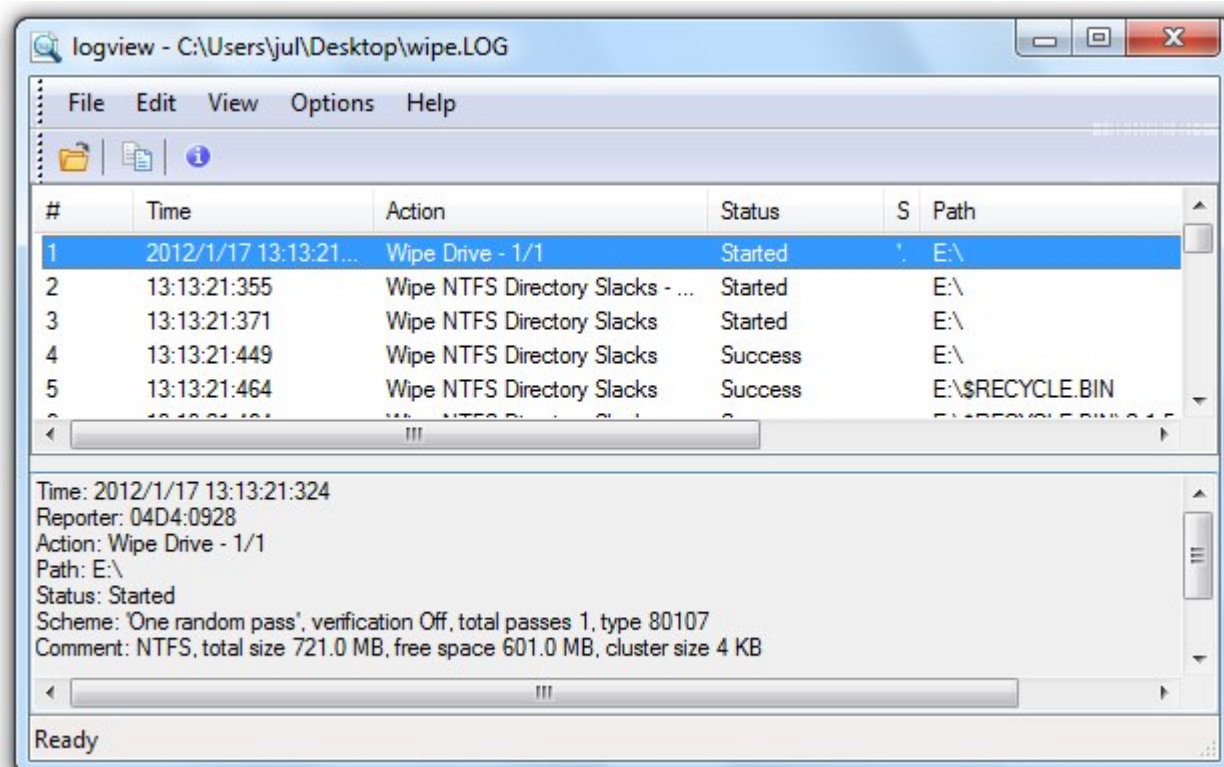 logview - C:\Users\jul\Desktop\wipe.LOG
File Edit View Options Help
# Time Action Status S Path
1 2012/1/17 13:13:21... Wipe Drive - 1/1 Started '. E:\
2 13:13:21:355 Wipe NTFS Directory Slacks - ... Started E:\
3 13:13:21:371 Wipe NTFS Directory Slacks Started E:\
4 13:13:21:449 Wipe NTFS Directory Slacks Success E:\
5 13:13:21:464 Wipe NTFS Directory Slacks Success E:\$RECYCLE.BIN
Time: 2012/1/17 13:13:21:324
Reporter: 04D4:0928
Action: Wipe Drive - 1/1
Path: E:\
Status: Started
Scheme: 'One random pass', verification Off, total passes 1, type 80107
Comment: NTFS, total size 721.0 MB, free space 601.0 MB, cluster size 4 KB
Ready